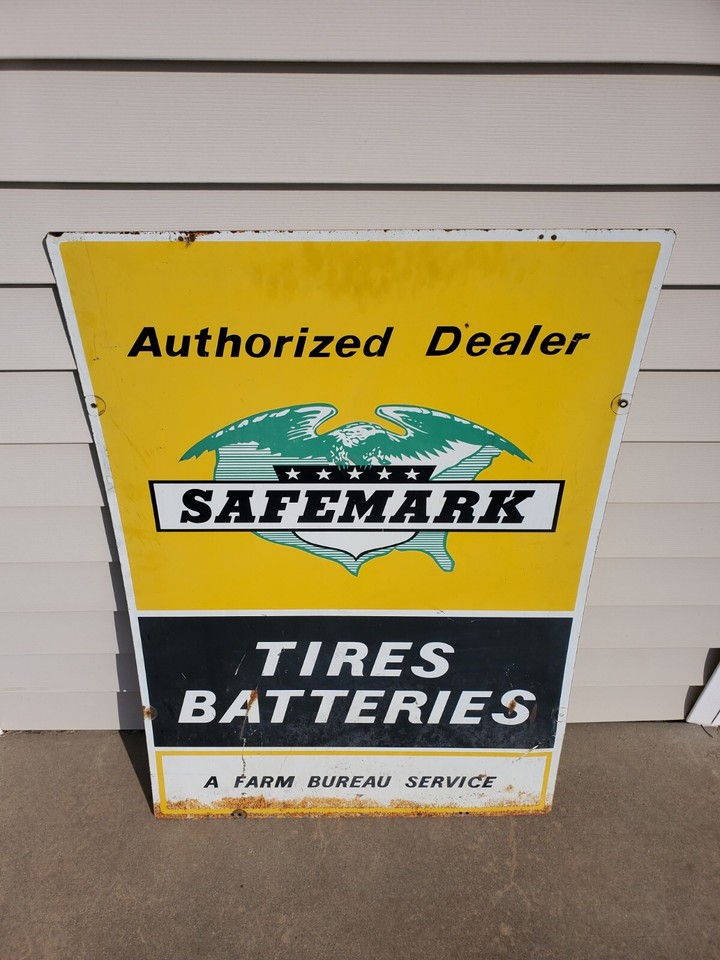 Authorized Dealer
SAFEMARK
TIRES
BATTERIES
A FARM BUREAU SERVICE